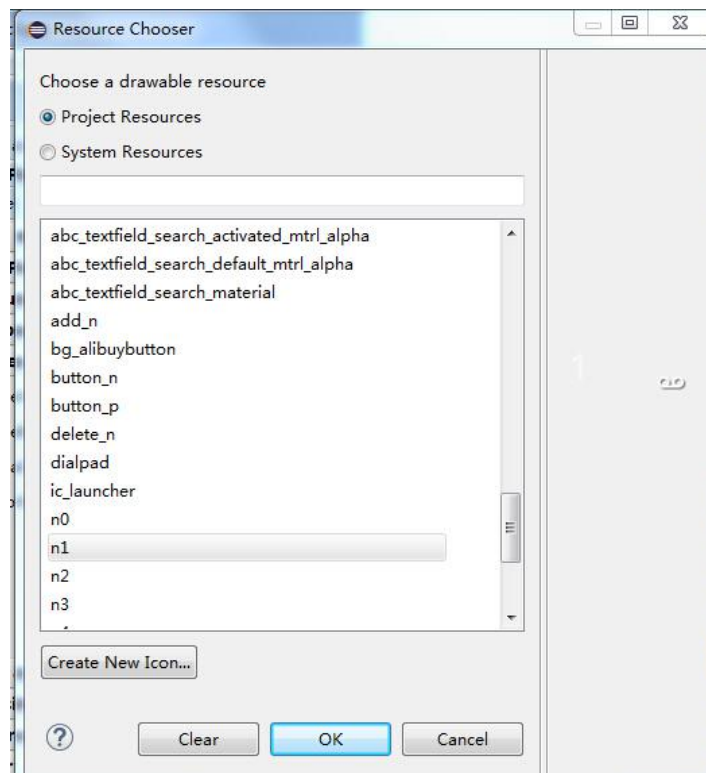 Resource Chooser
Choose a drawable resource
Project Resources
System Resources
abc_textfield_search_activated_mtrl_alpha
abc_textfield_search_default_mtrl_alpha
abc_textfield_search_material
add_n
bg_alibuybutton
button_n
button_p
delete_n
dialpad
ic_launcher
n0
n1
n2
n3
1
Create New Icon...
?
Clear
OK
Cancel